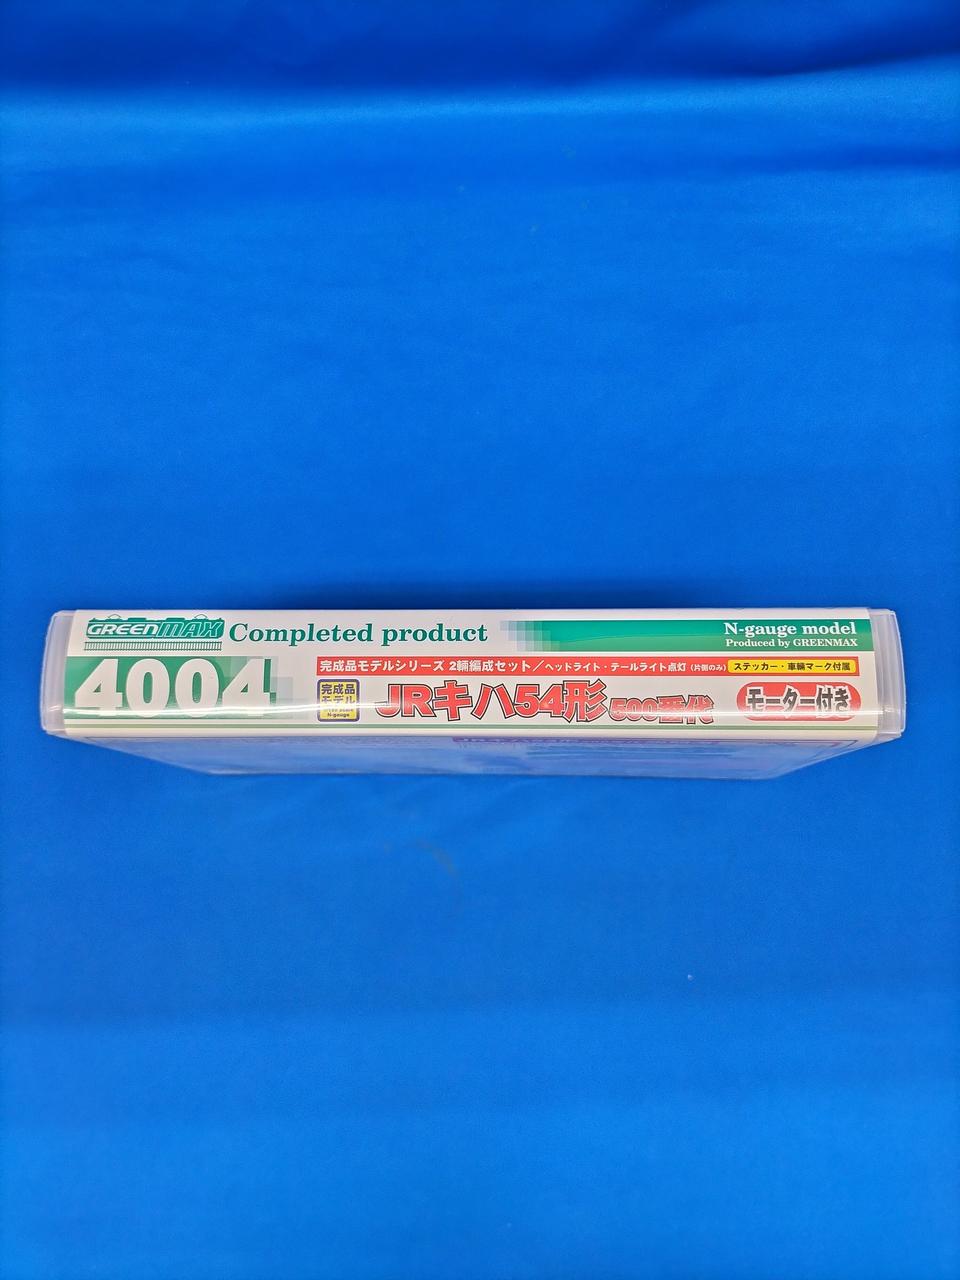 GREENMAX Completed product
N-gauge model
Produced by GREENMAX
4004
完成品モデルシリーズ 2輛編成セット／ヘッドライト・テールライト点灯（片側のみ）
ステッカー・車輛マーク付属
完成品
モデル
N-gauge
JRキハ54形 500番代
モーター付き